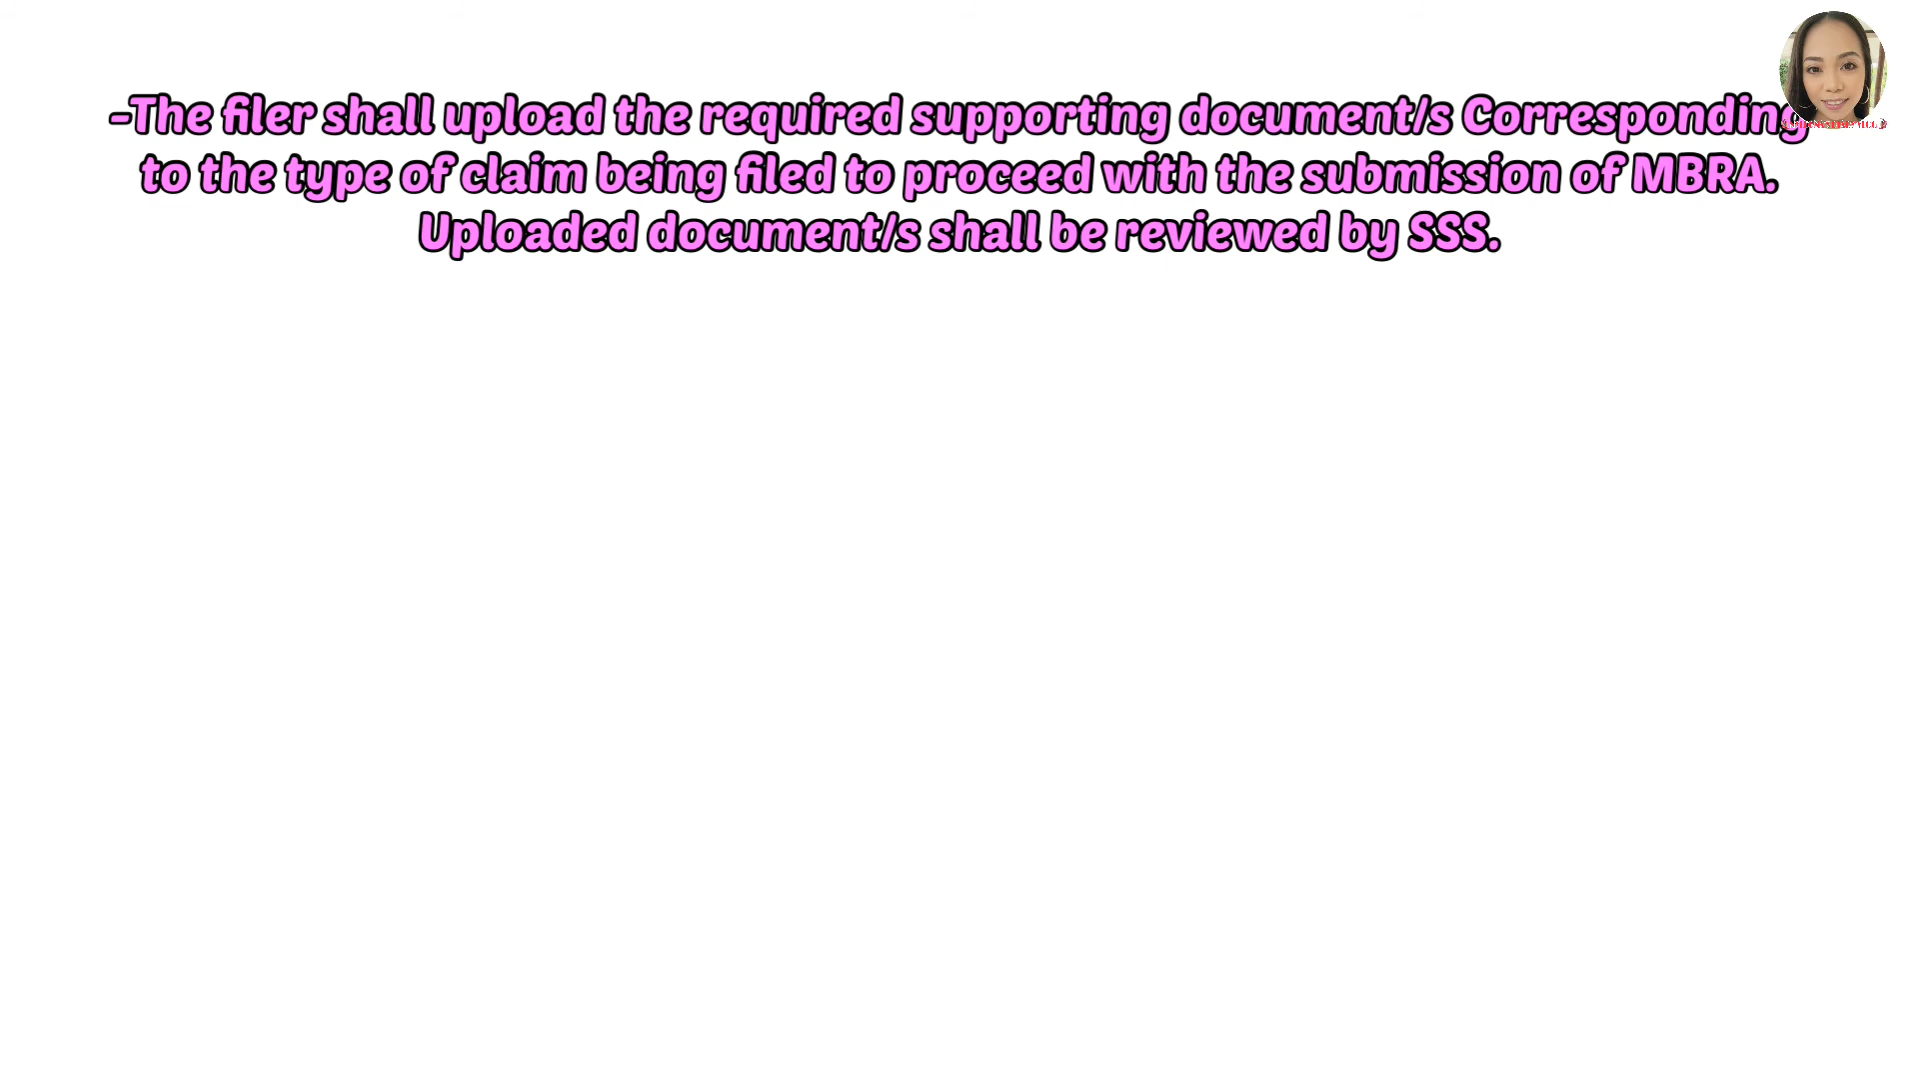 -The filer shall upload the required supporting document/s Corresponding
to the type of claim being filed to proceed with the submission of MBRA.
Uploaded document/s shall be reviewed by SSS.